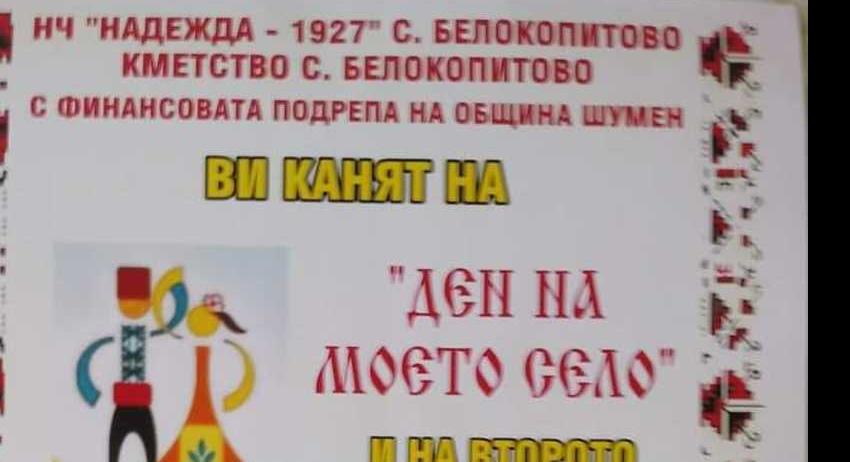 НЧ "НАДЕЖДА - 1927" С. БЕЛОКОПИТОВО
КМЕТСТВО С. БЕЛОКОПИТОВО
С ФИНАНСОВАТА ПОДРЕПА НА ОБЩИНА ШУМЕН
ВИ КАНЯТ НА
"ДЕН НА
МОЕТО СЕЛО"
И НА ВТОРОТО